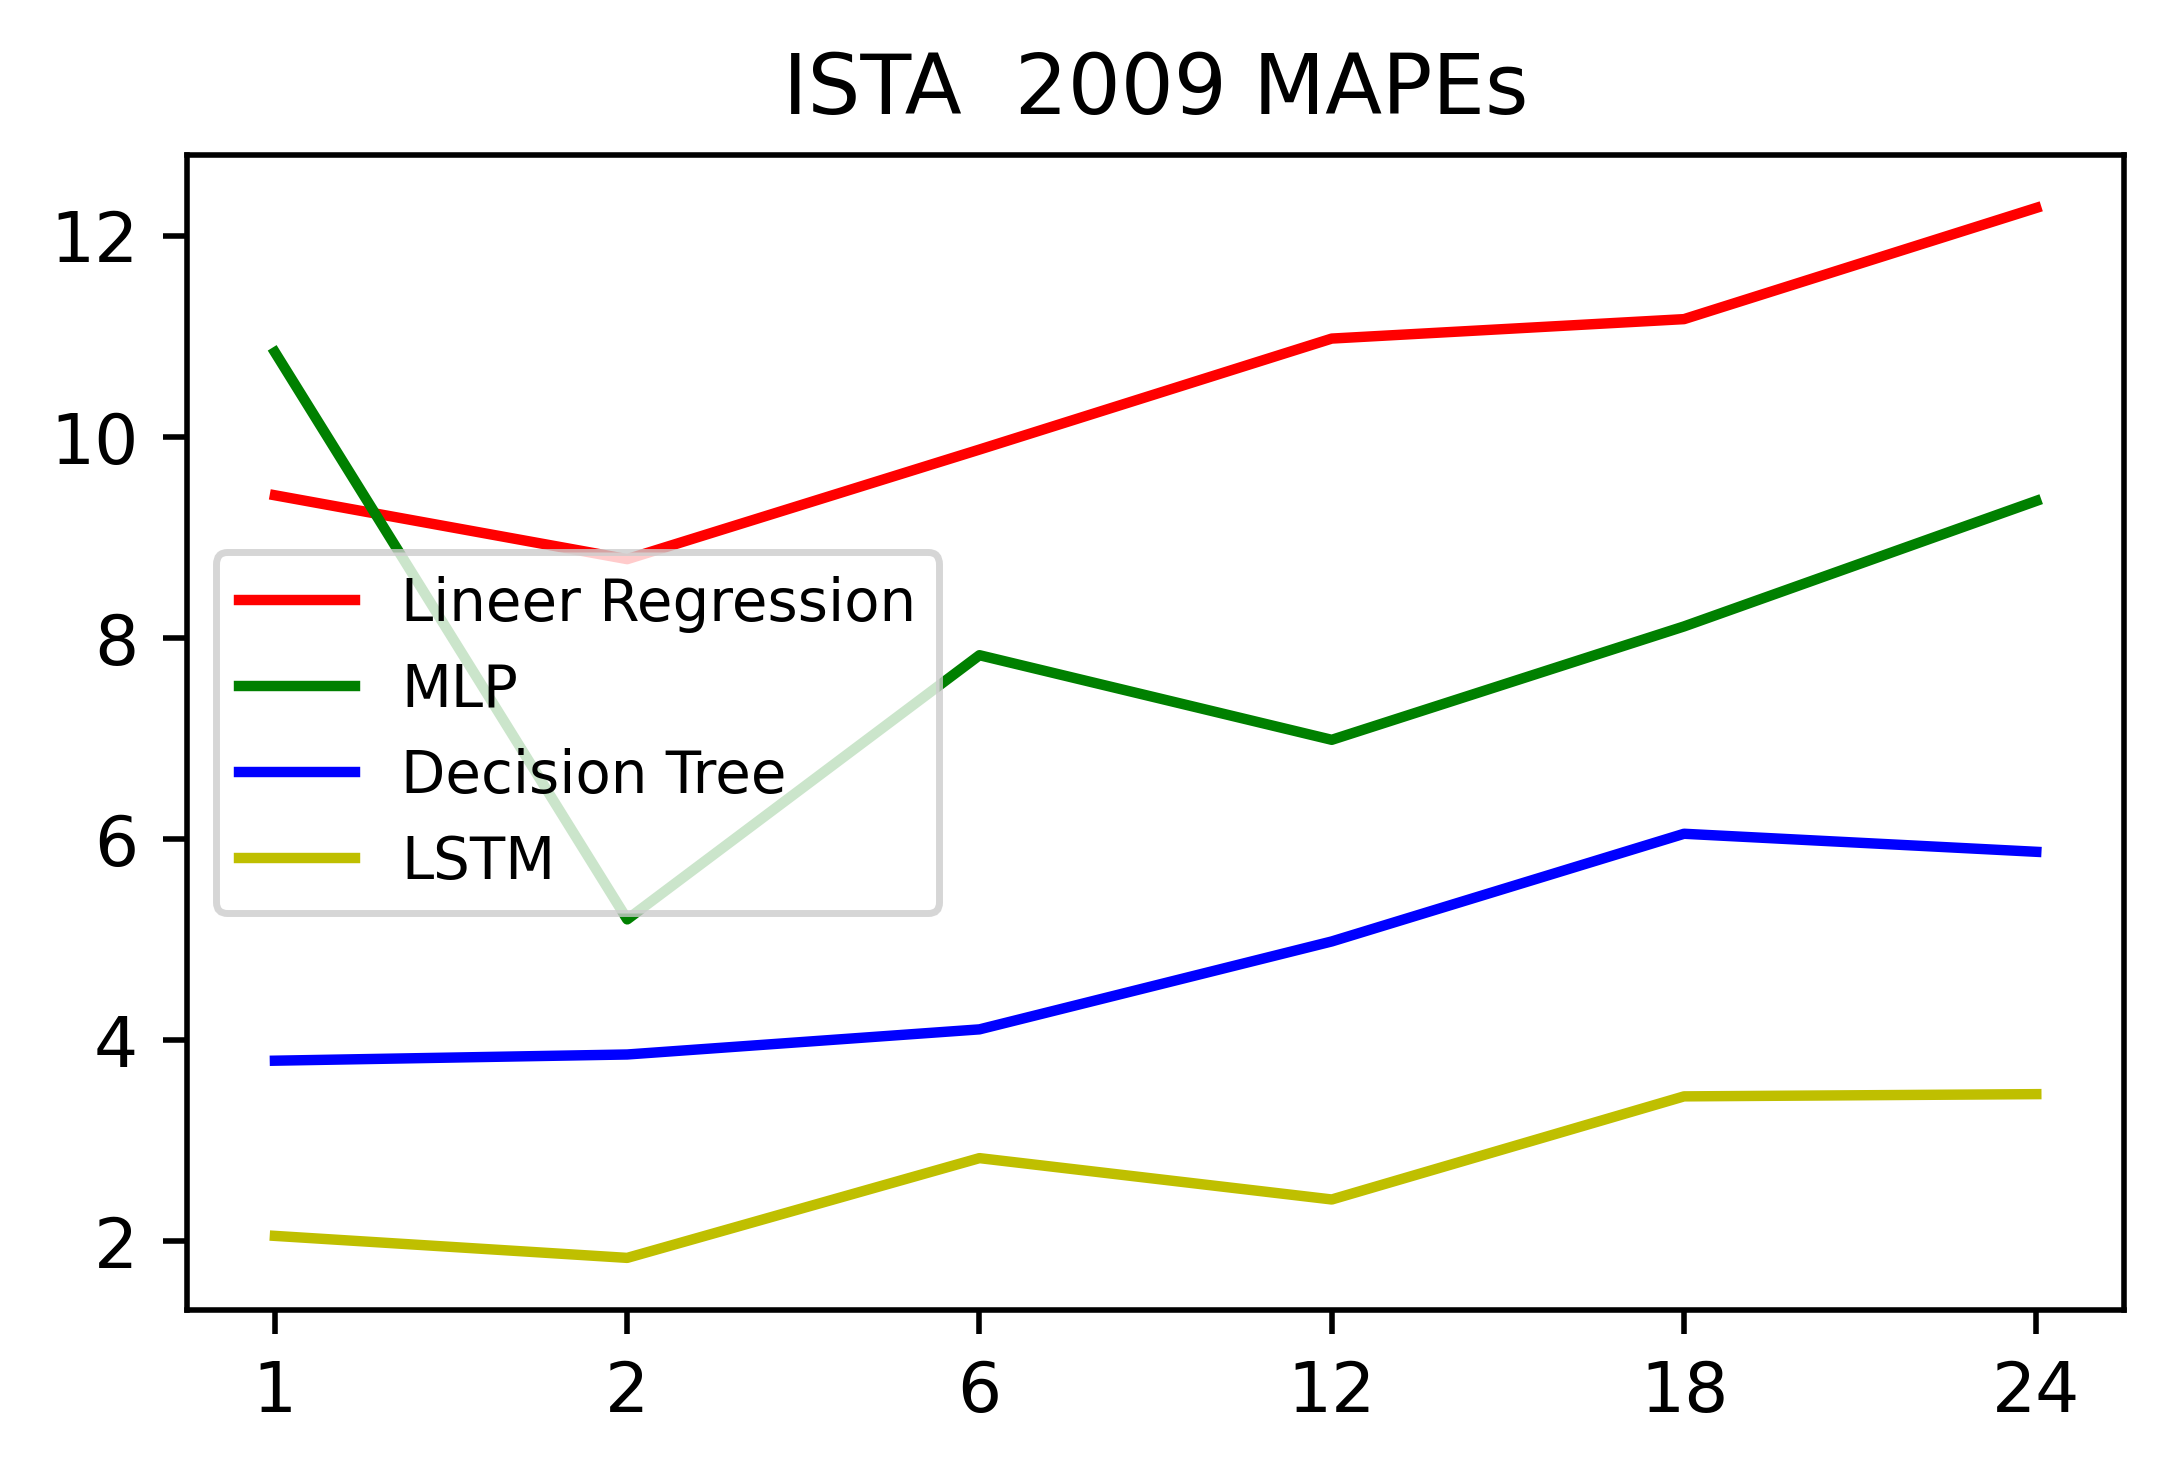 ISTA  2009 MAPEs
12
10
8
6
4
2
Lineer Regression
MLP
Decision Tree
LSTM
1 2 6 12 18 24